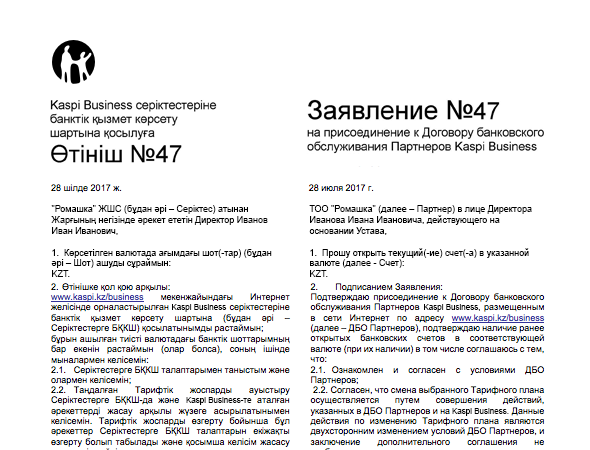 Kaspi Business серіктестеріне
банктік қызмет көрсету
шартына қосылуға
Өтініш №47
28 шілде 2017 ж.
"Ромашка" ЖШС (бұдан әрі – Серіктес) атынан
Жарғының негізінде әрекет ететін Директор Иванов
Иван Иванович,
1. Көрсетілген валютада ағымдағы шот(-тар) (бұдан
әрі – Шот) ашуды сұраймын:
KZT.
2. Өтінішке қол қою арқылы:
www.kaspi.kz/business мекенжайындағы Интернет
желісінде орналастырылған Kaspi Business серіктестеріне
банктік қызмет көрсету шартына (бұдан әрі –
Серіктестерге БҚКШ) қосылатынымды растаймын;
бұрын ашылған тиісті валютадағы банктік шоттарымның
бар екенін растаймын (олар болса), соның ішінде
мыналармен келісемін:
2.1. Серіктестерге БҚКШ талаптарымен таныстым және
олармен келісемін;
2.2. Таңдалған Тарифтік жоспарды ауыстыру
Серіктестерге БҚКШ-да және Kaspi Business-те аталған
әрекеттерді жасау арқылы жүзеге асырылатынымен
келісемін. Тарифтік жоспарды өзгерту бойынша бұл
әрекеттер Серіктестерге БҚКШ талаптарын екіжақты
өзгерту болып табылады және қосымша келісім жасасу
Заявление №47
на присоединение к Договору банковского
обслуживания Партнеров Kaspi Business
28 июля 2017 г.
ТОО "Ромашка" (далее – Партнер) в лице Директора
Иванова Ивана Ивановича, действующего на
основании Устава,
1. Прошу открыть текущий(-ие) счет(-а) в указанной
валюте (далее - Счет):
KZT.
2. Подписанием Заявления:
Подтверждаю присоединение к Договору банковского
обслуживания Партнеров Kaspi Business, размещенным
в сети Интернет по адресу www.kaspi.kz/business
(далее – ДБО Партнеров), подтверждаю наличие ранее
открытых банковских счетов в соответствующей
валюте (при их наличии) в том числе соглашаюсь с тем,
что:
2.1. Ознакомлен и согласен с условиями ДБО
Партнеров;
2.2. Согласен, что смена выбранного Тарифного плана
осуществляется путем совершения действий,
указанных в ДБО Партнеров и на Kaspi Business. Данные
действия по изменению Тарифного плана являются
двухсторонним изменением условий ДБО Партнеров, и
заключение дополнительного соглашения не